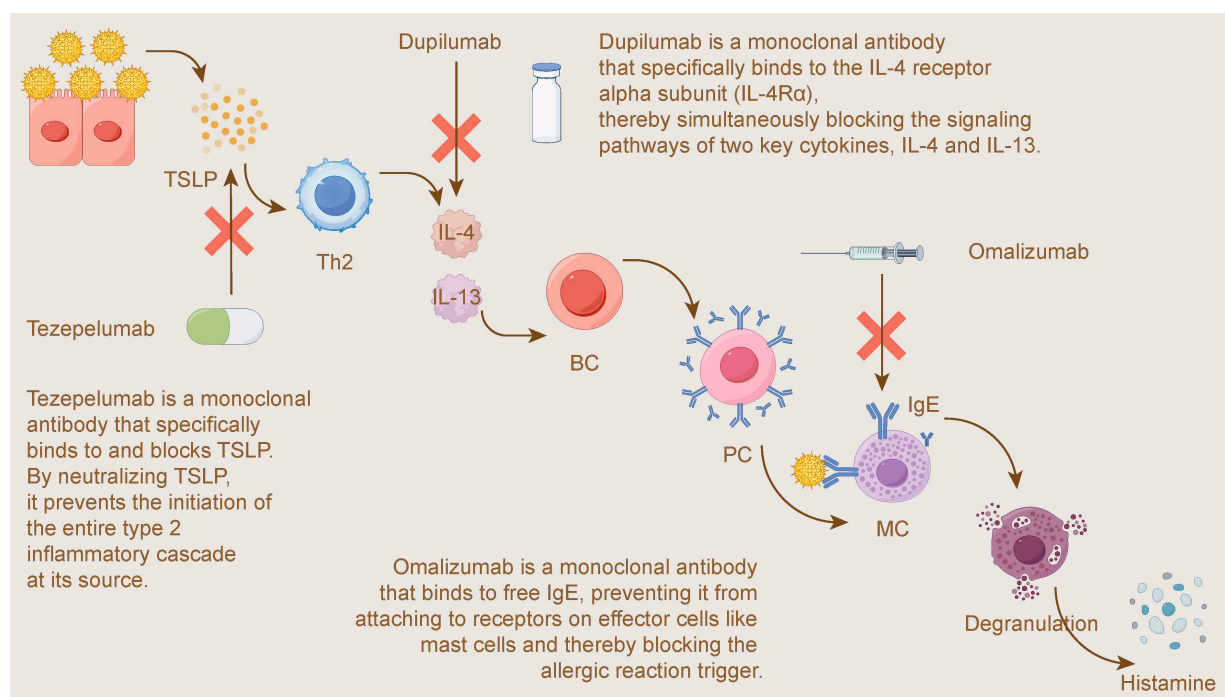 Dupilumab
Dupilumab is a monoclonal antibody
that specifically binds to the IL-4 receptor
alpha subunit (IL-4Rα),
thereby simultaneously blocking the signaling
pathways of two key cytokines, IL-4 and IL-13.
TSLP
Th2
IL-4
IL-13
Omalizumab
Tezepelumab
BC
Tezepelumab is a monoclonal
antibody that specifically
binds to and blocks TSLP.
By neutralizing TSLP,
it prevents the initiation of
the entire type 2
inflammatory cascade
at its source.
IgE
PC
MC
Omalizumab is a monoclonal antibody
that binds to free IgE, preventing it from
attaching to receptors on effector cells like
mast cells and thereby blocking the
allergic reaction trigger.
Degranulation
Histamine